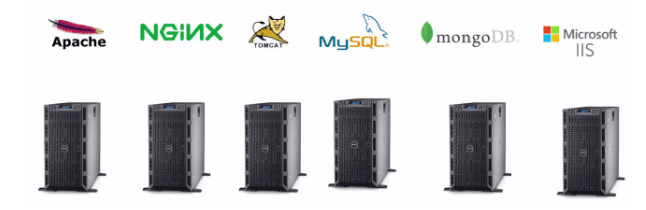 Apache
NGiNX
TOMCAT
MySQL
mongoDB
Microsoft
IIS